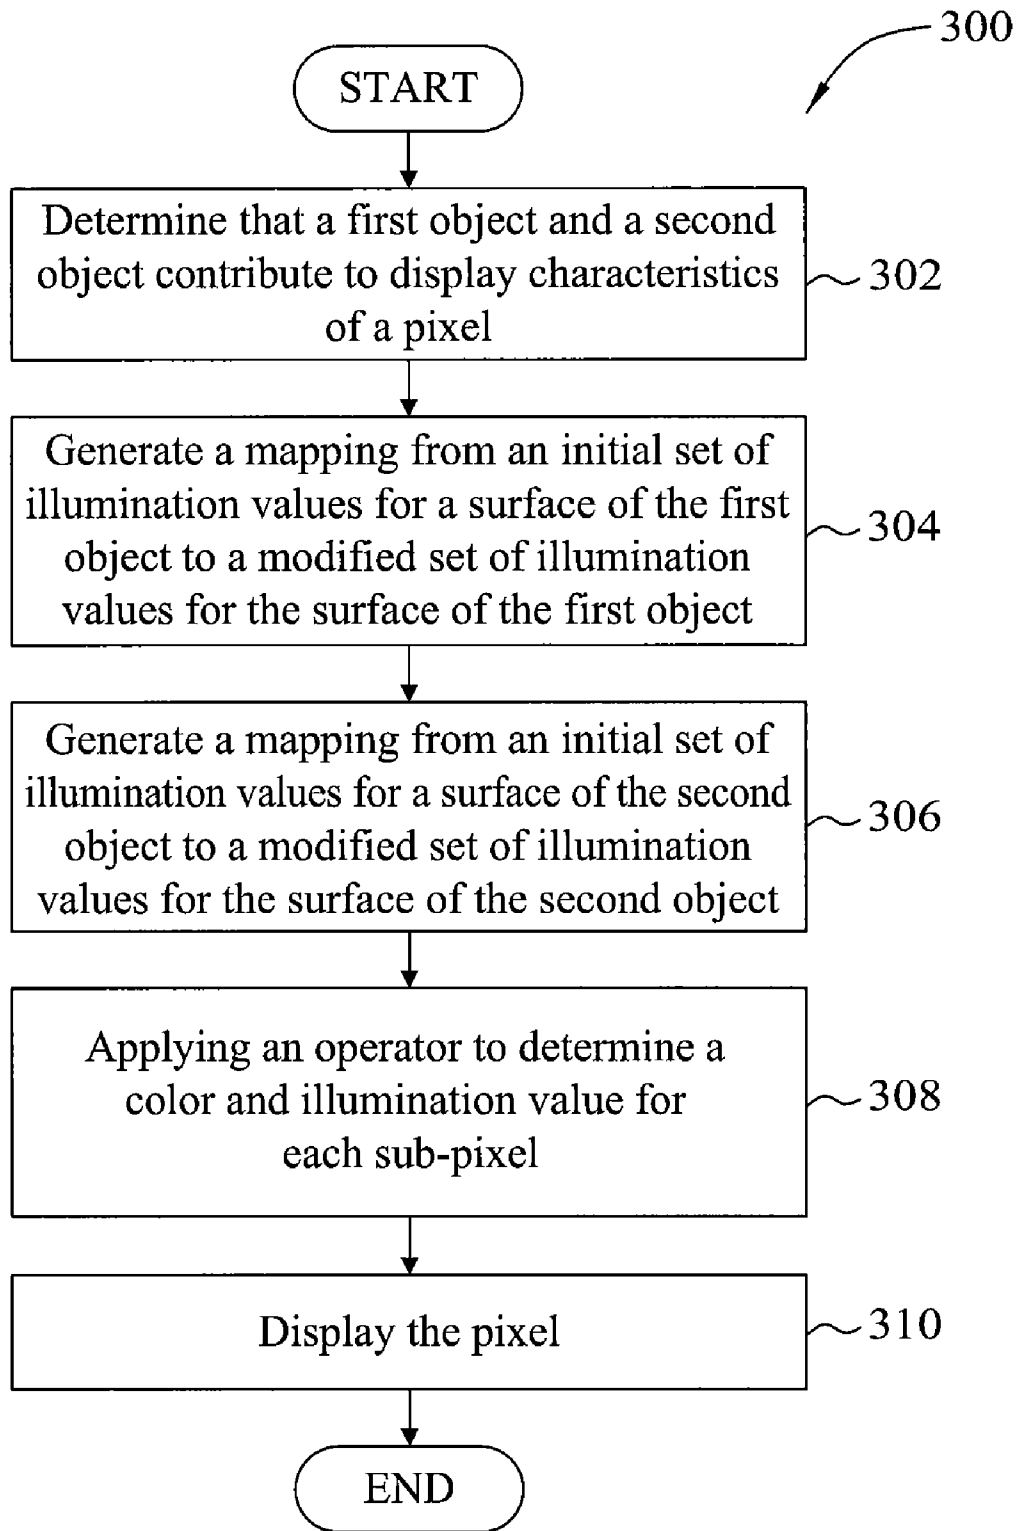 300
START
Determine that a first object and a second
object contribute to display characteristics
of a pixel
302
Generate a mapping from an initial set of
illumination values for a surface of the first
object to a modified set of illumination
values for the surface of the first object
304
Generate a mapping from an initial set of
illumination values for a surface of the second
object to a modified set of illumination
values for the surface of the second object
306
Applying an operator to determine a
color and illumination value for
each sub-pixel
308
Display the pixel
310
END